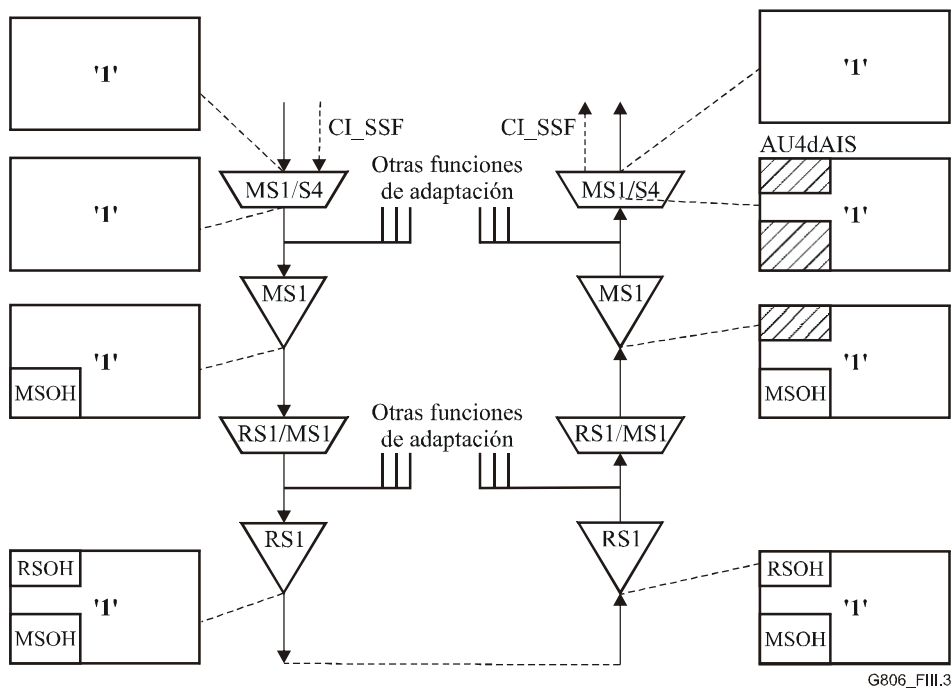 '1'
'1'
CI_SSF
CI_SSF
AU4dAIS
Otras funciones
de adaptación
MS1/S4
MS1/S4
'1'
'1'
MS1
MS1
'1'
'1'
MSOH
MSOH
Otras funciones
de adaptación
RS1/MS1
RS1/MS1
RS1
RS1
RSOH
RSOH
'1'
'1'
MSOH
MSOH
G806_FIII.3